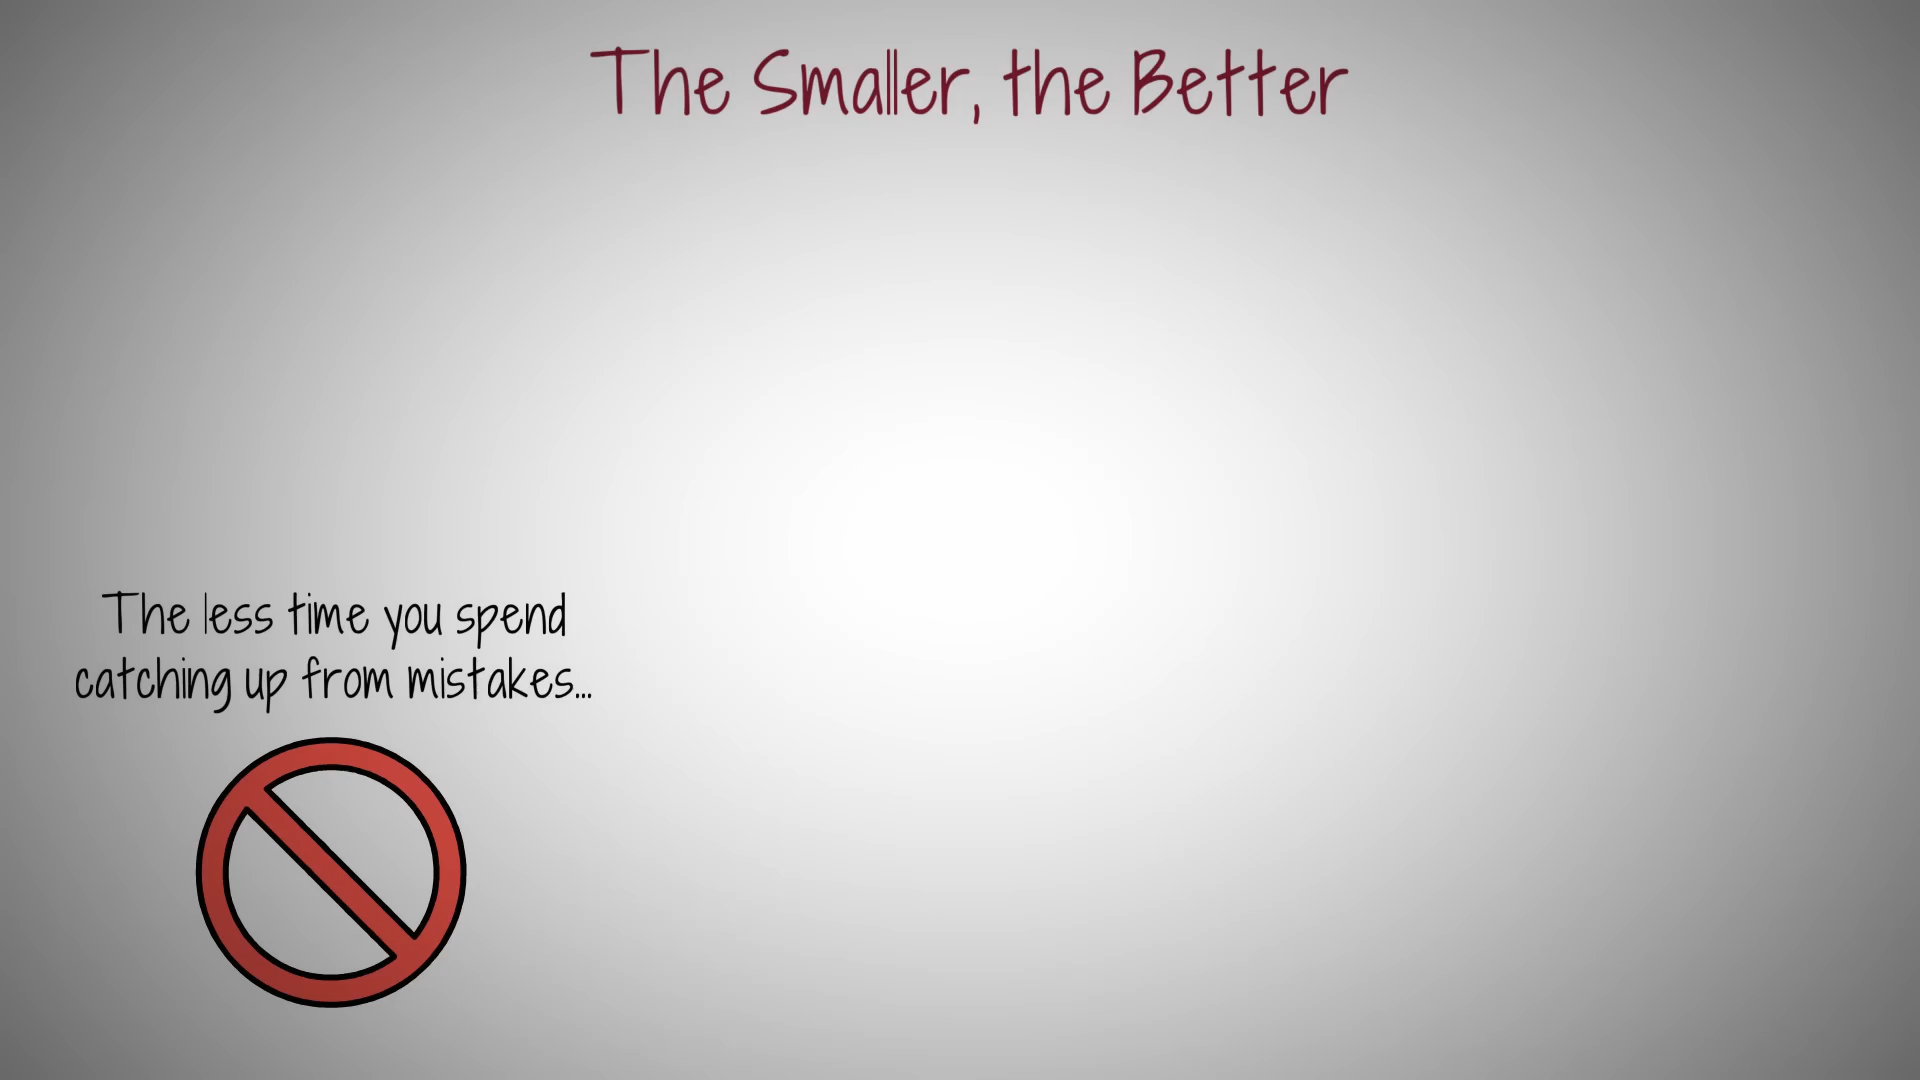 The Smaller, the Better
The less time you spend
catching up from mistakes...